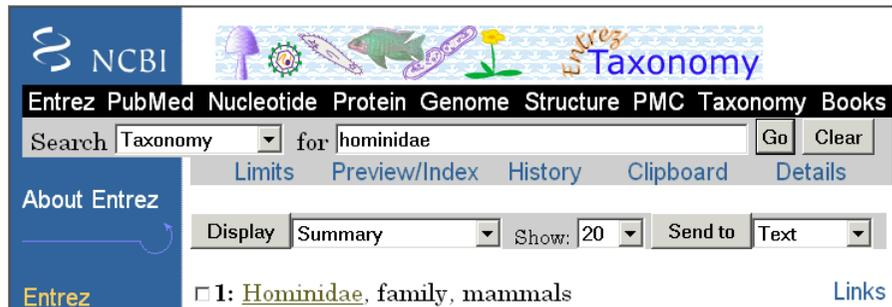 NCBI
Entrez Taxonomy
Entrez PubMed Nucleotide Protein Genome Structure PMC Taxonomy Books
Search Taxonomy for hominidae Go Clear
Limits Preview/Index History Clipboard Details
About Entrez
Display Summary Show: 20 Send to Text
Entrez
1: Hominidae, family, mammals Links